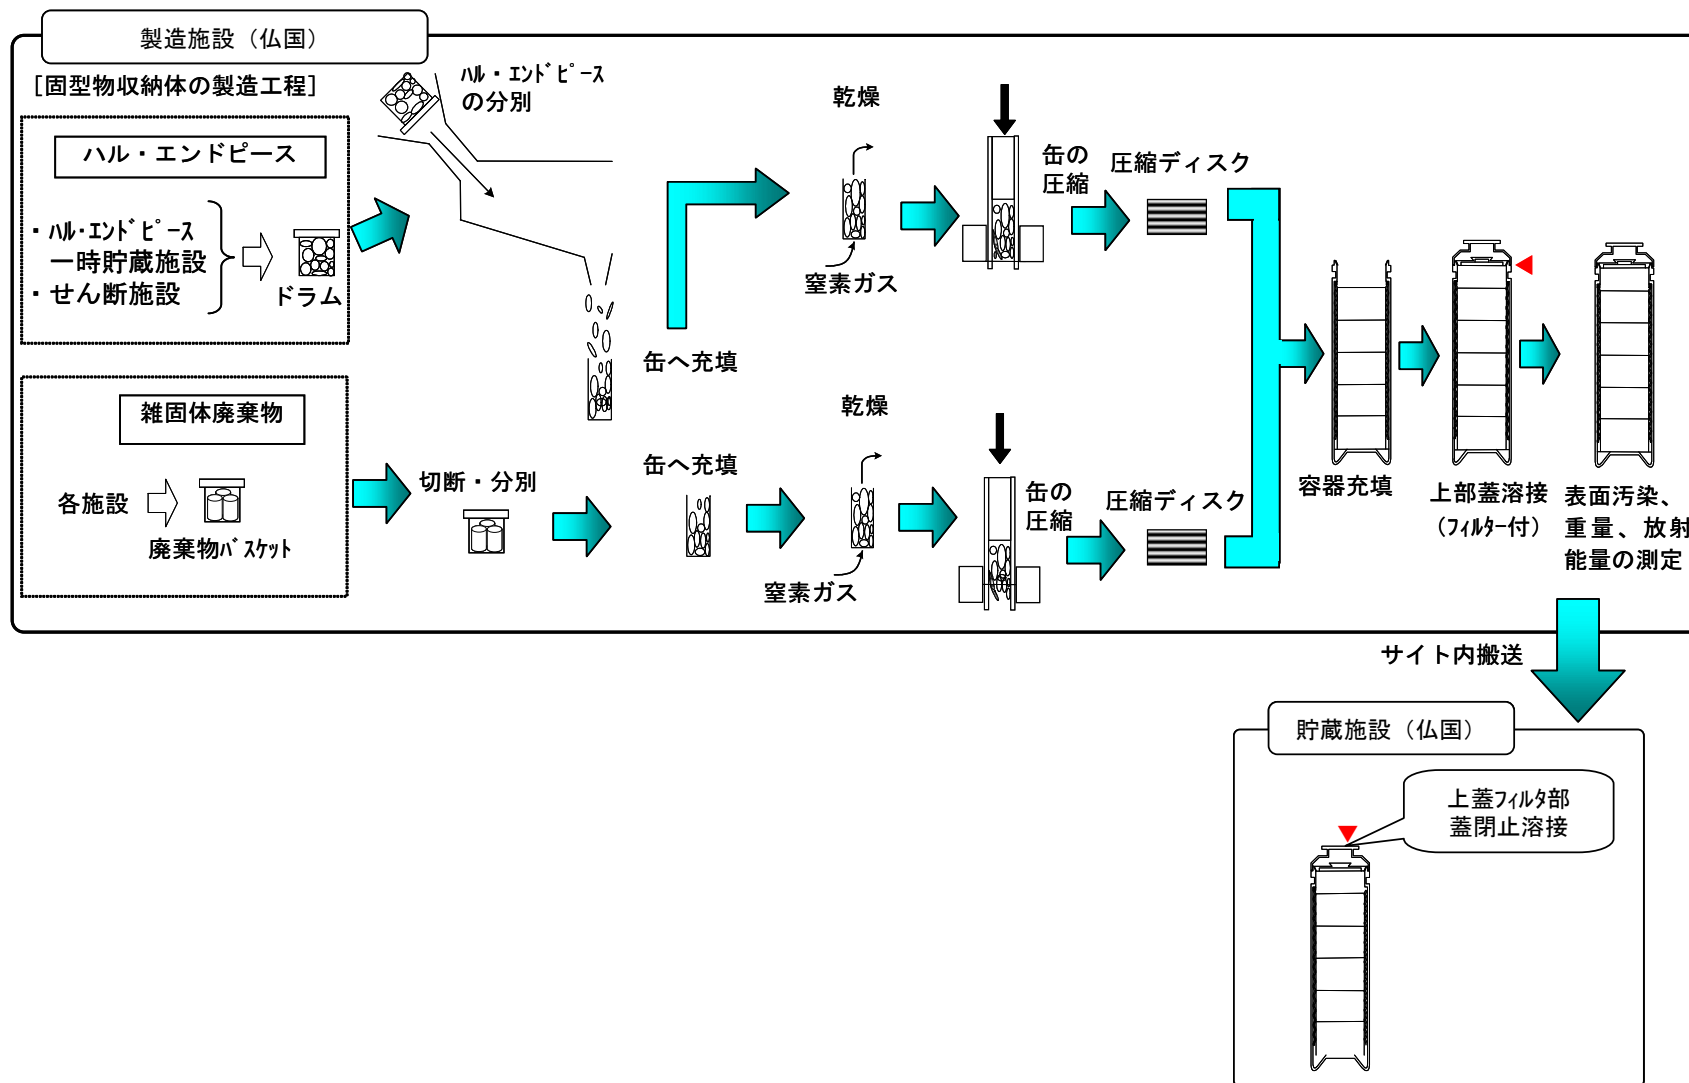 製造施設（仏国）
[固型物収納体の製造工程]
ハル・エンドピース
・ﾊﾙ･ｴﾝﾄﾞﾋﾟｰｽ
一時貯蔵施設
・せん断施設
ドラム
ﾊﾙ・ｴﾝﾄﾞﾋﾟｰｽ
の分別
缶へ充填
乾燥
窒素ガス
缶の
圧縮
圧縮ディスク
雑固体廃棄物
各施設
廃棄物ﾊﾞｽｹｯﾄ
切断・分別
缶へ充填
乾燥
窒素ガス
缶の
圧縮
圧縮ディスク
容器充填
上部蓋溶接
（ﾌｨﾙﾀｰ付）
表面汚染、
重量、放射
能量の測定
サイト内搬送
貯蔵施設（仏国）
上蓋ﾌｨﾙﾀ部
蓋閉止溶接